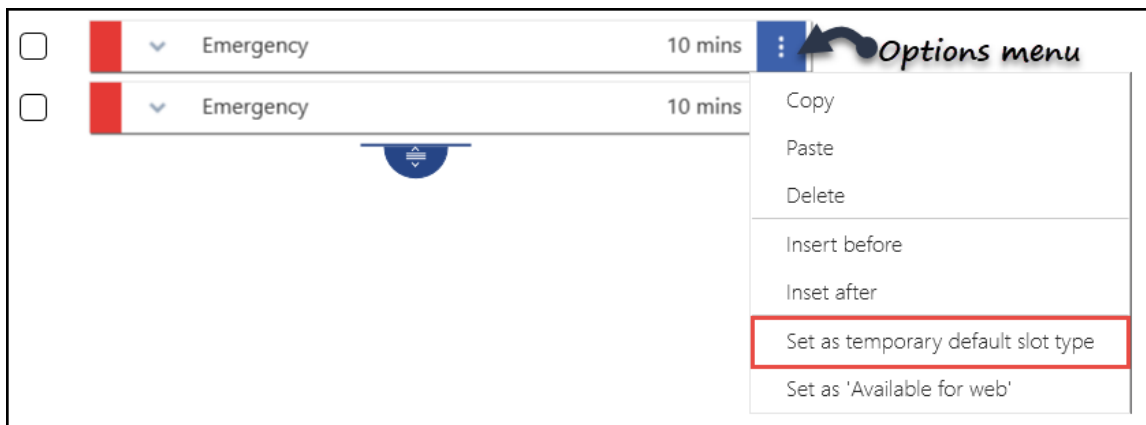 Emergency 10 mins Options menu
Emergency 10 mins
Copy
Paste
Delete
Insert before
Inset after
Set as temporary default slot type
Set as 'Available for web'